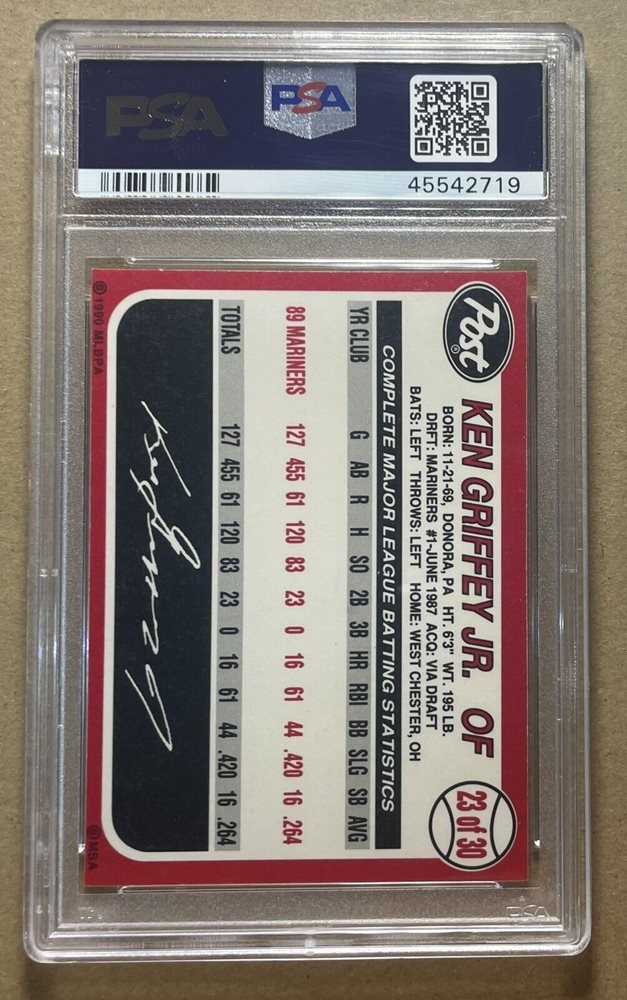 PSA
PSA
45542719
Post®
KEN GRIFFEY JR. OF
23 of 30
BORN: 11-21-69, DONORA, PA HT. 6'3" WT. 195 LB.
DRFT: MARINERS #1-JUNE 1987 ACQ: VIA DRAFT
BATS: LEFT THROWS: LEFT HOME: WEST CHESTER, OH
COMPLETE MAJOR LEAGUE BATTING STATISTICS
YR CLUB G AB R H SO 2B 3B HR RBI BB SLG SB AVG
89 MARINERS 127 455 61 120 83 23 0 16 61 44 .420 16 .264
TOTALS 127 455 61 120 83 23 0 16 61 44 .420 16 .264
©1990 MLBPA
©MSA
PSA